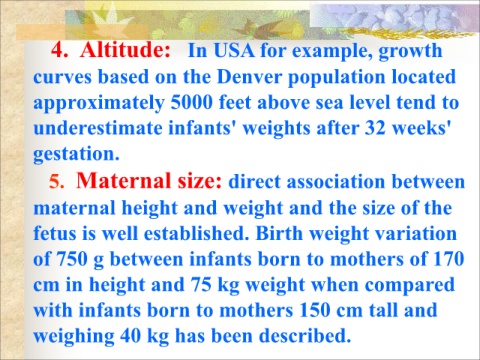 4. Altitude: In USA for example, growth
curves based on the Denver population located
approximately 5000 feet above sea level tend to
underestimate infants' weights after 32 weeks'
gestation.
5. Maternal size: direct association between
maternal height and weight and the size of the
fetus is well established. Birth weight variation
of 750 g between infants born to mothers of 170
cm in height and 75 kg weight when compared
with infants born to mothers 150 cm tall and
weighing 40 kg has been described.